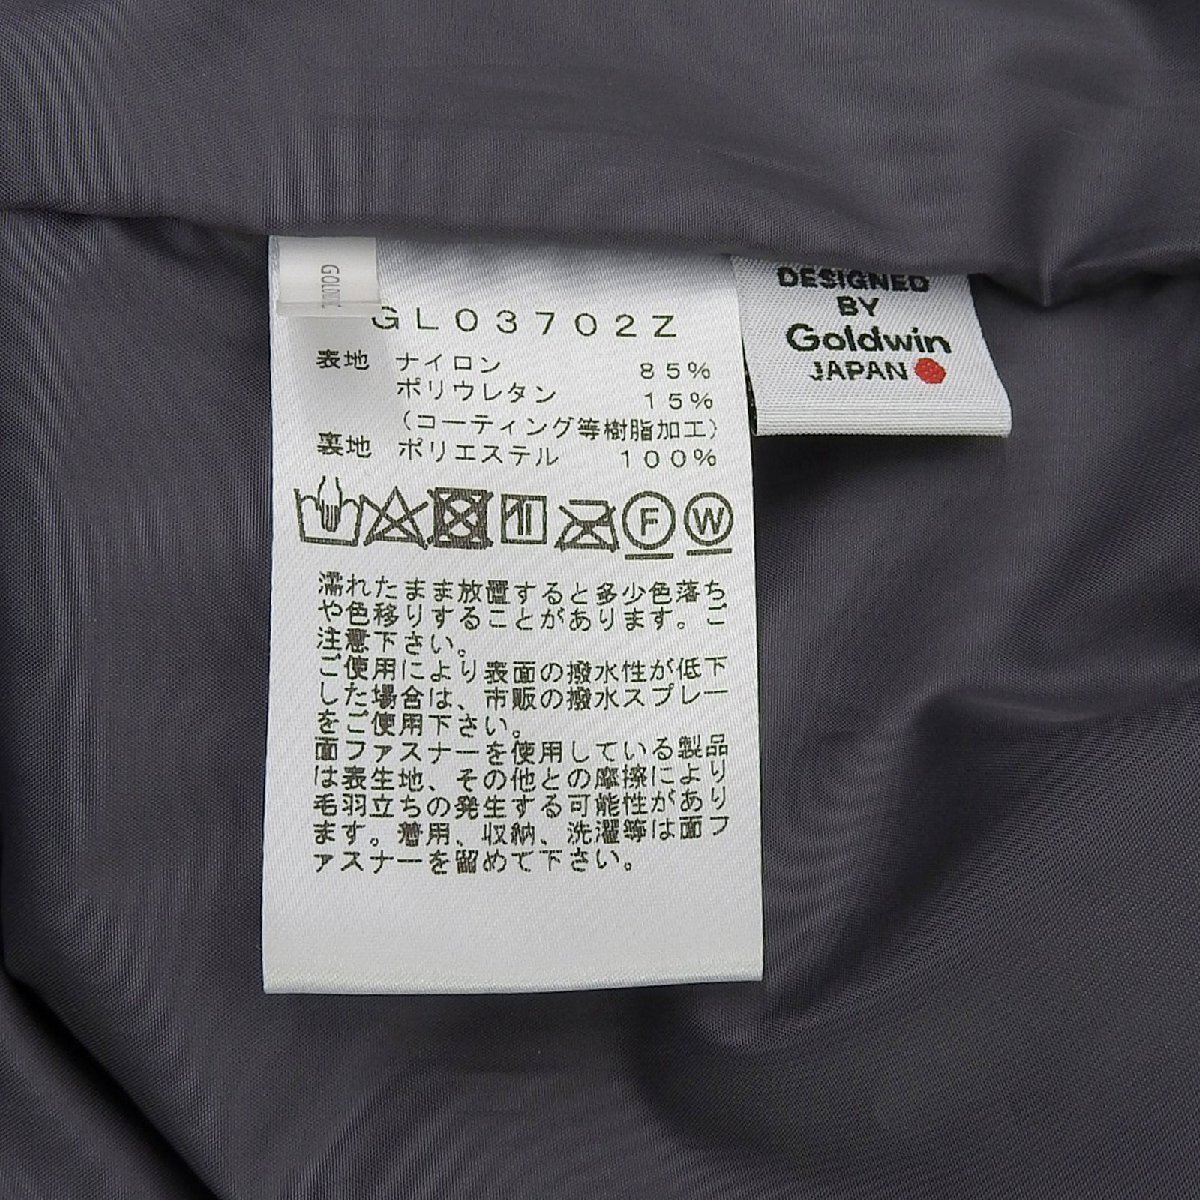 GL03702Z
表地 ナイロン 85%
ポリウレタン 15%
(コーティング等樹脂加工)
裏地 ポリエステル 100%
F W
濡れたまま放置すると多少色落ち
や色移りすることがあります。ご
注意下さい。
ご使用により表面の撥水性が低下
した場合は、市販の撥水スプレー
をご使用下さい。
面ファスナーを使用している製品
は表生地、その他との摩擦により
毛羽立ちの発生する可能性があり
ます。着用、収納、洗濯等は面フ
ァスナーを留めて下さい。
DESIGNED
BY
Goldwin
JAPAN